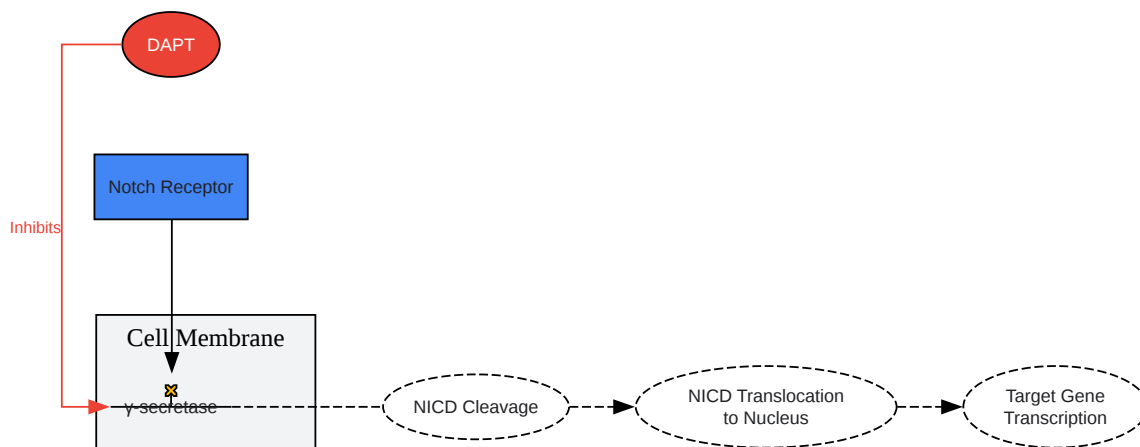 DAPT
Notch Receptor
Inhibits
Cell Membrane
γ-secretase
NICD Cleavage
NICD Translocation
to Nucleus
Target Gene
Transcription